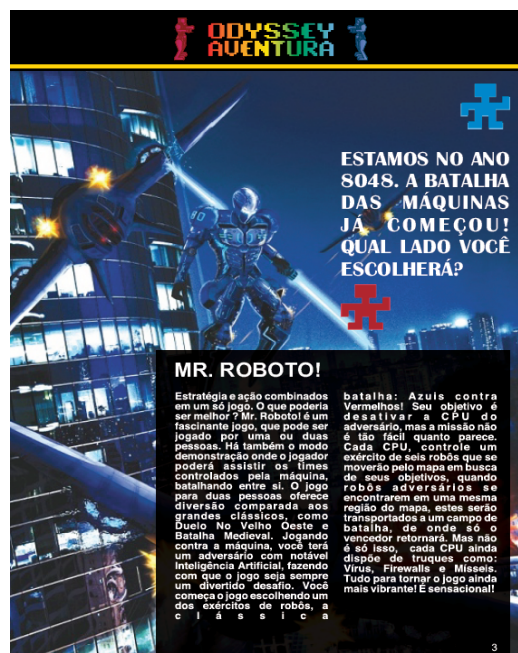 ODYSSEY
AVENTURA
ESTAMOS NO ANO
8048. A BATALHA
DAS MÁQUINAS
JÁ COMEÇOU!
QUAL LADO VOCÊ
ESCOLHERÁ?
80
MR. ROBOTO!
Estratégia e ação combinados
em um só jogo. O que poderia
ser melhor ? Mr. Roboto! é um
fascinante jogo, que pode ser
jogado por uma ou duas
pessoas. Há também o modo
demonstração onde o jogador
poderá assistir os times
controlados pela máquina,
batalhando entre si. O jogo
para duas pessoas oferece
diversão comparada aos
grandes clássicos, como
Duelo No Velho Oeste e
Batalha Medieval. Jogando
contra a máquina, você terá
um adversário com notável
Inteligência Artificial, fazendo
com que o jogo seja sempre
um divertido desafio. Você
começa o jogo escolhendo um
dos exércitos de robôs, a
clássica
batalha: Azuis contra
Vermelhos! Seu objetivo é
desativar a CPU do
adversário, mas a missão não
é tão fácil quanto parece.
Cada CPU, controle um
exército de seis robôs que se
moverão pelo mapa em busca
de seus objetivos, quando
robôs adversários se
encontrarem em uma mesma
região do mapa, estes serão
transportados a um campo de
batalha, de onde só o
vencedor retornará. Mas não
é só isso, cada CPU ainda
dispõe de truques como:
Vírus, Firewalls e Mísseis.
Tudo para tornar o jogo ainda
mais vibrante! É sensacional!
3